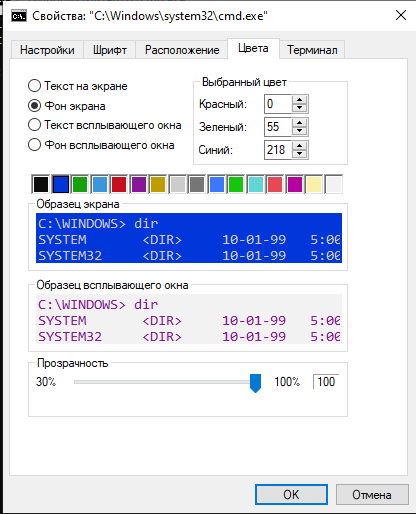 Свойства: "C:\Windows\system32\cmd.exe"
Настройки Шрифт Расположение Цвета Терминал
Текст на экране
Фон экрана
Текст всплывающего окна
Фон всплывающего окна
Выбранный цвет
Красный: 0
Зеленый: 55
Синий: 218
Образец экрана
C:\WINDOWS> dir
SYSTEM <DIR> 10-01-99 5:00
SYSTEM32 <DIR> 10-01-99 5:00
Образец всплывающего окна
C:\WINDOWS> dir
SYSTEM <DIR> 10-01-99 5:00
SYSTEM32 <DIR> 10-01-99 5:00
Прозрачность
30% 100% 100
OK Отмена